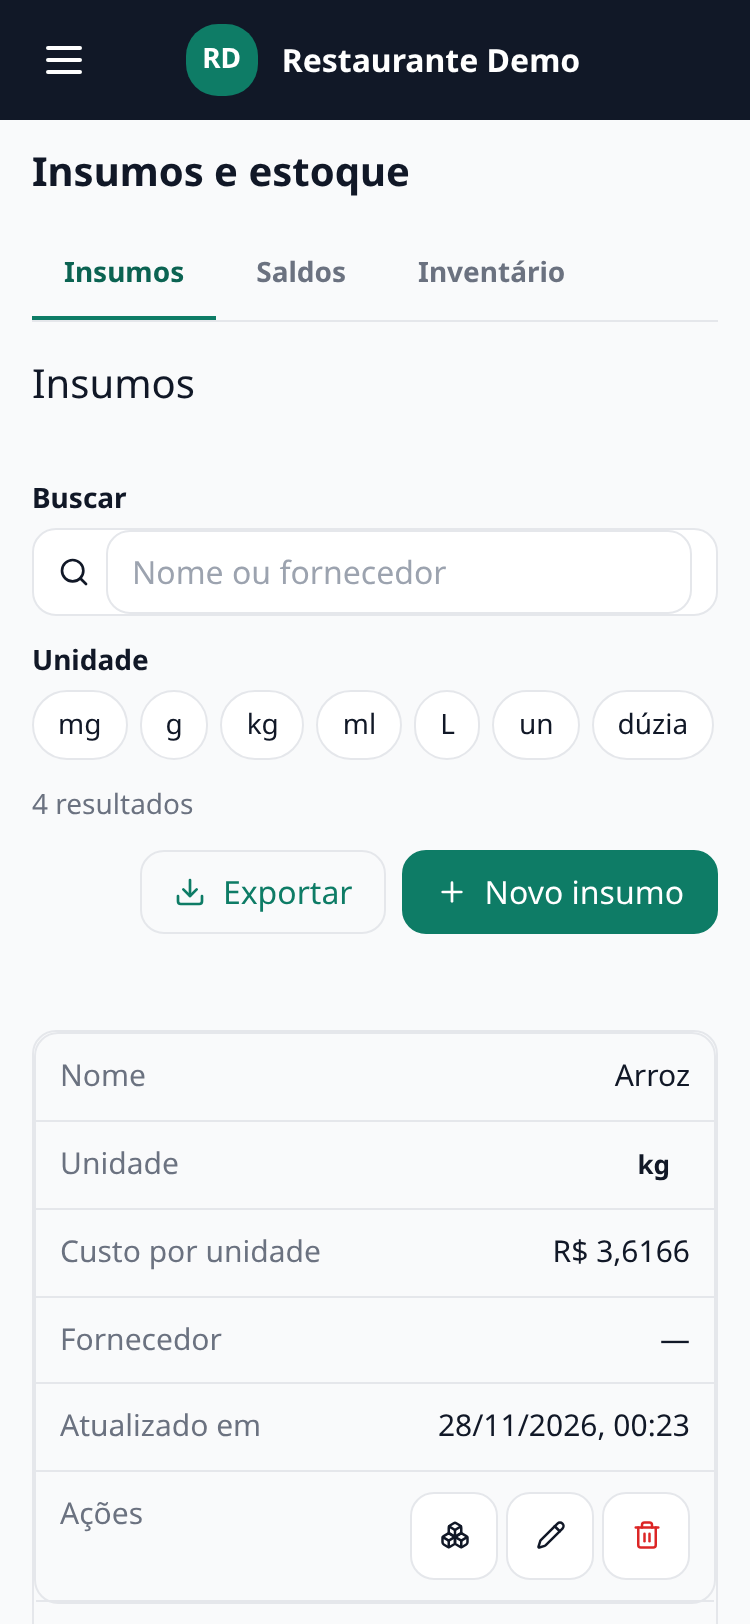 RD Restaurante Demo
Insumos e estoque
Insumos Saldos Inventário
Insumos
Buscar
Nome ou fornecedor
Unidade
mg g kg ml L un dúzia
4 resultados
Exportar + Novo insumo
Nome Arroz
Unidade kg
Custo por unidade R$ 3,6166
Fornecedor —
Atualizado em 28/11/2026, 00:23
Ações